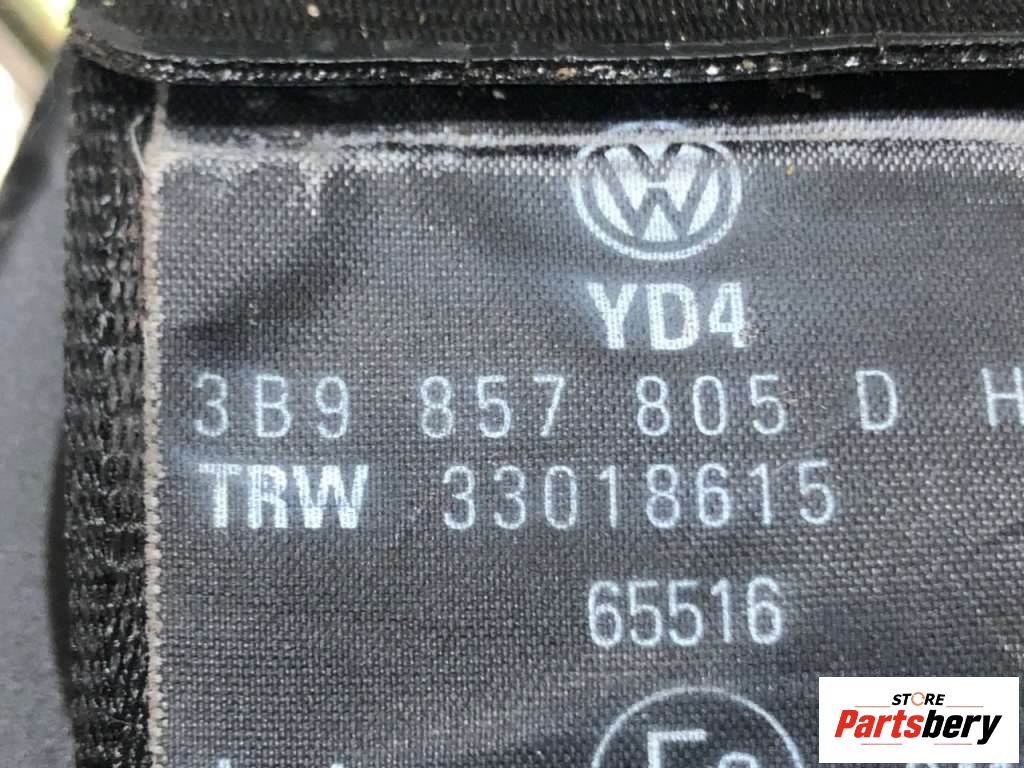 YD4
3B9 857 805 D H
TRW 33018615
65516
STORE
Partsbery